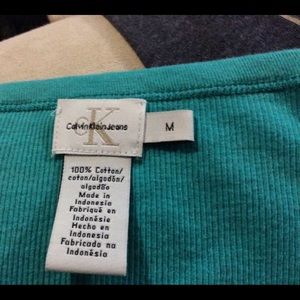 cK
Calvin Klein Jeans
M
100% Cotton/
coton/algodón/
algodão
Made in
Indonesia
Fabriqué en
Indonésie
Hecho en
Indonesia
Fabricado na
Indonésia